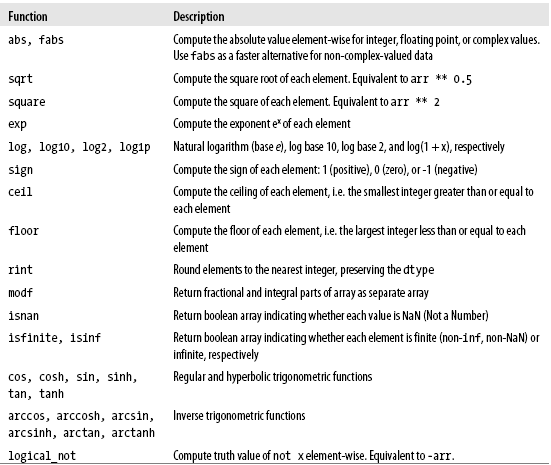 Function Description
abs, fabs Compute the absolute value element-wise for integer, floating point, or complex values.
Use fabs as a faster alternative for non-complex-valued data
sqrt Compute the square root of each element. Equivalent to arr ** 0.5
square Compute the square of each element. Equivalent to arr ** 2
exp Compute the exponent eˣ of each element
log, log10, log2, log1p Natural logarithm (base e), log base 10, log base 2, and log(1 + x), respectively
sign Compute the sign of each element: 1 (positive), 0 (zero), or -1 (negative)
ceil Compute the ceiling of each element, i.e. the smallest integer greater than or equal to
each element
floor Compute the floor of each element, i.e. the largest integer less than or equal to each
element
rint Round elements to the nearest integer, preserving the dtype
modf Return fractional and integral parts of array as separate array
isnan Return boolean array indicating whether each value is NaN (Not a Number)
isfinite, isinf Return boolean array indicating whether each element is finite (non-inf, non-NaN) or
infinite, respectively
cos, cosh, sin, sinh, Regular and hyperbolic trigonometric functions
tan, tanh
arccos, arccosh, arcsin, Inverse trigonometric functions
arcsinh, arctan, arctanh
logical_not Compute truth value of not x element-wise. Equivalent to -arr.